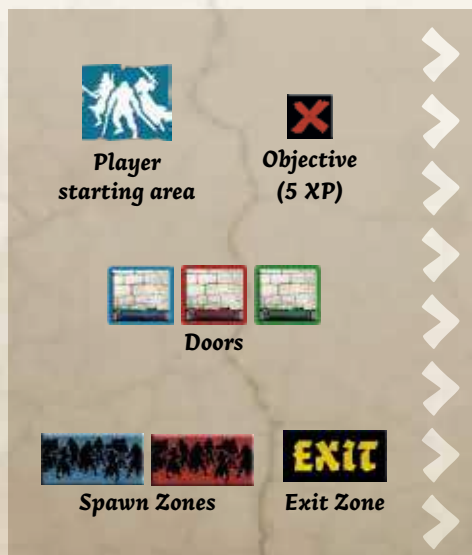 Player
starting area
Objective
(5 XP)
Doors
Spawn Zones
EXIT
Exit Zone